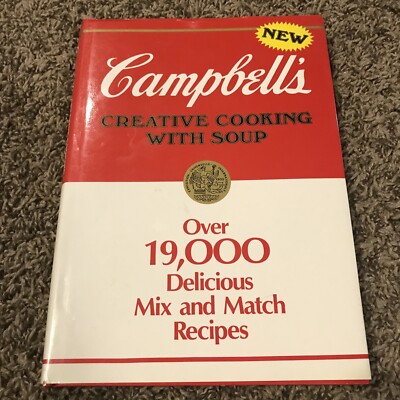 NEW
Campbell's
CREATIVE COOKING
WITH SOUP
Over
19,000
Delicious
Mix and Match
Recipes